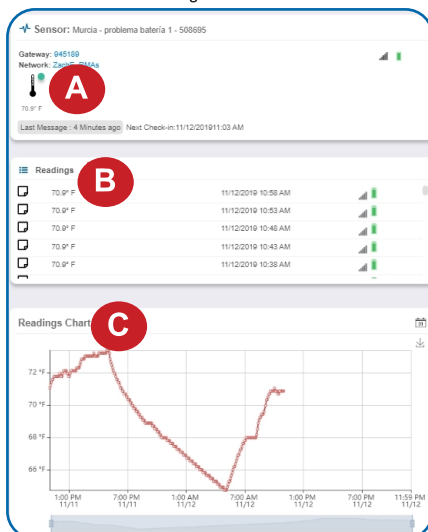 Sensor: Murcia - problema batería 1 - 508695
Gateway: 945189
Network:
A
70.9° F
Last Message : 4 Minutes ago Next Check-in:11/12/201911:03 AM
Readings
B
70.9° F 11/12/2019 10:58 AM
70.9° F 11/12/2019 10:53 AM
70.9° F 11/12/2019 10:48 AM
70.9° F 11/12/2019 10:43 AM
70.9° F 11/12/2019 10:38 AM
Readings Chart
C
72 °F
70 °F
68 °F
66 °F
1:00 PM 7:00 PM 1:00 AM 7:00 AM 1:00 PM 7:00 PM 11:59 PM
11/11 11/11 11/12 11/12 11/12 11/12 11/12